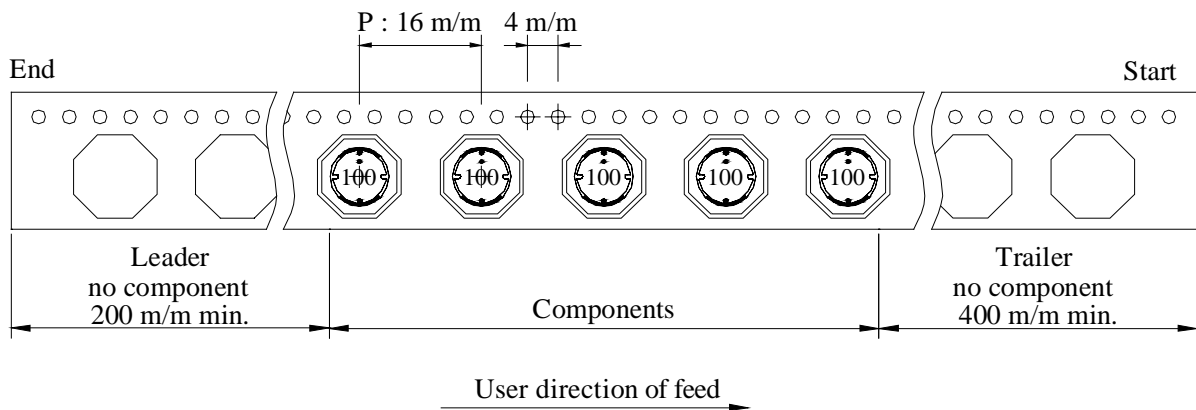 P : 16 m/m
4 m/m
End
Start
100
100
100
100
100
Leader
no component
200 m/m min.
Components
Trailer
no component
400 m/m min.
User direction of feed